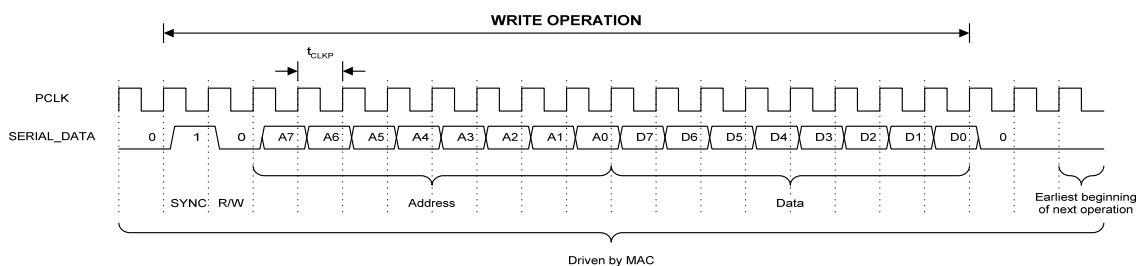 WRITE OPERATION
tCLKP
PCLK
SERIAL_DATA 0 1 0 A7 A6 A5 A4 A3 A2 A1 A0 D7 D6 D5 D4 D3 D2 D1 D0 0
SYNC R/W Address Data Earliest beginning
of next operation
Driven by MAC